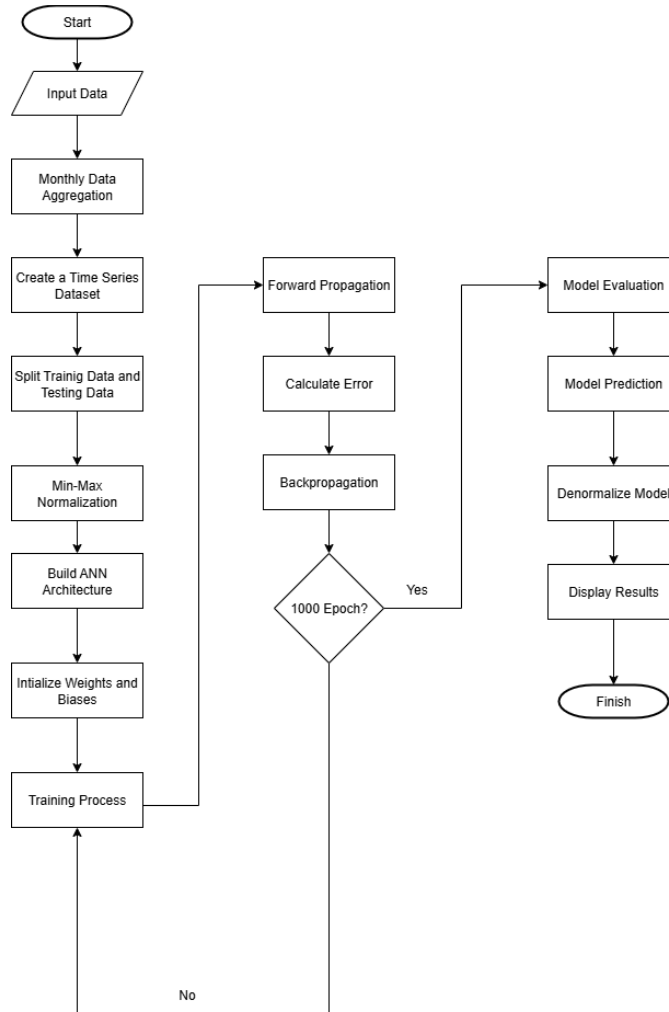 Start
Input Data
Monthly Data
Aggregation
Create a Time Series
Dataset
Split Trainig Data and
Testing Data
Min-Max
Normalization
Build ANN
Architecture
Intialize Weights and
Biases
Training Process
Forward Propagation
Calculate Error
Backpropagation
1000 Epoch?
Yes
No
Model Evaluation
Model Prediction
Denormalize Model
Display Results
Finish